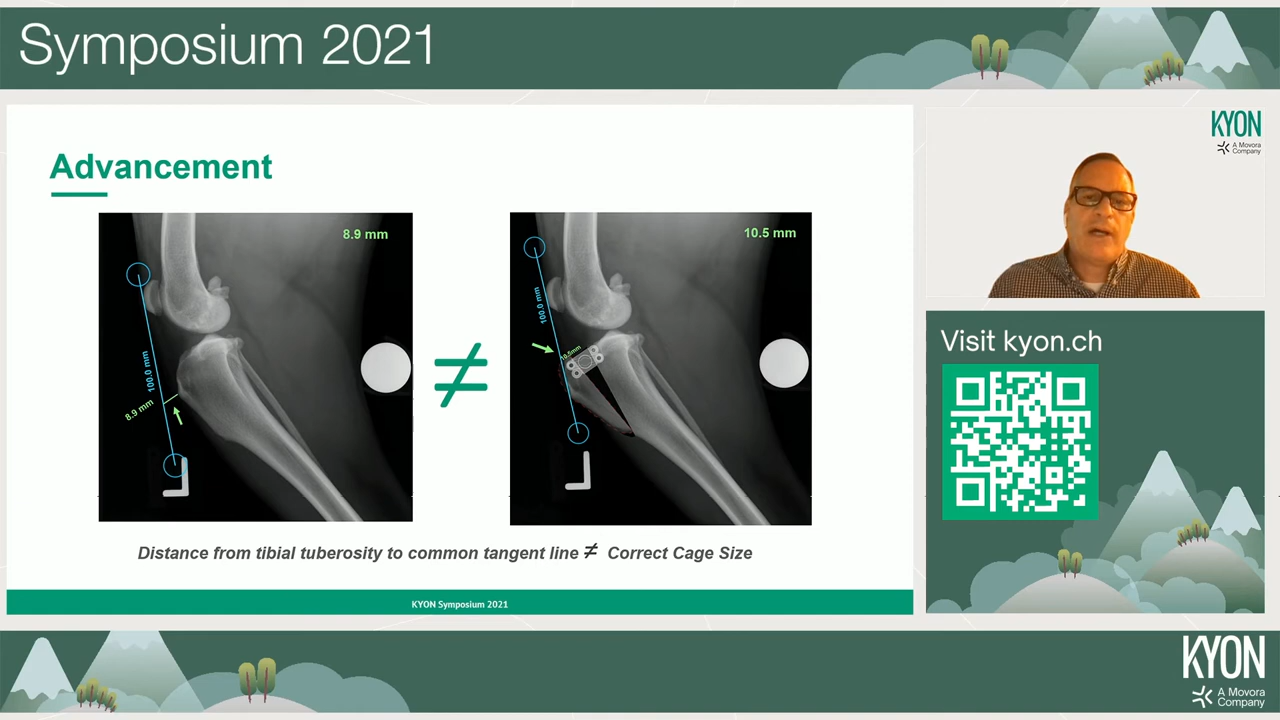 Symposium 2021
KYON
A Movora
Company
Advancement
8.9 mm
100.0 mm
8.9 mm
L
≠
10.5 mm
100.0 mm
10.5mm
L
Distance from tibial tuberosity to common tangent line ≠ Correct Cage Size
KYON Symposium 2021
Visit kyon.ch
KYON
A Movora
Company